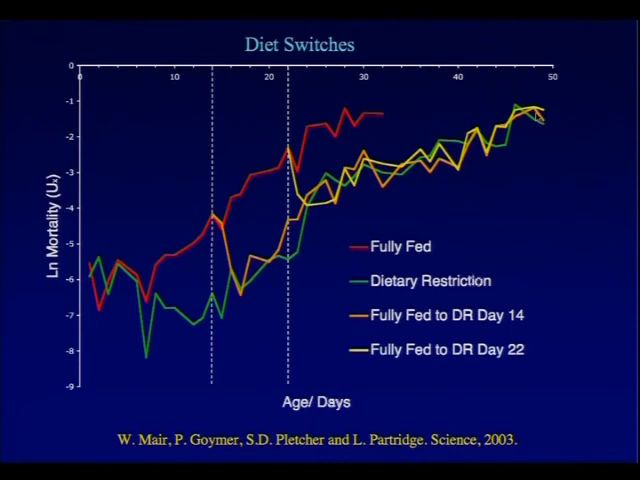 Diet Switches
0
0
10
20
30
40
50
-1
-2
-3
-4
-5
-6
-7
-8
-9
Ln Mortality (Ux)
Fully Fed
Dietary Restriction
Fully Fed to DR Day 14
Fully Fed to DR Day 22
Age/ Days
W. Mair, P. Goymer, S.D. Pletcher and L. Partridge. Science, 2003.